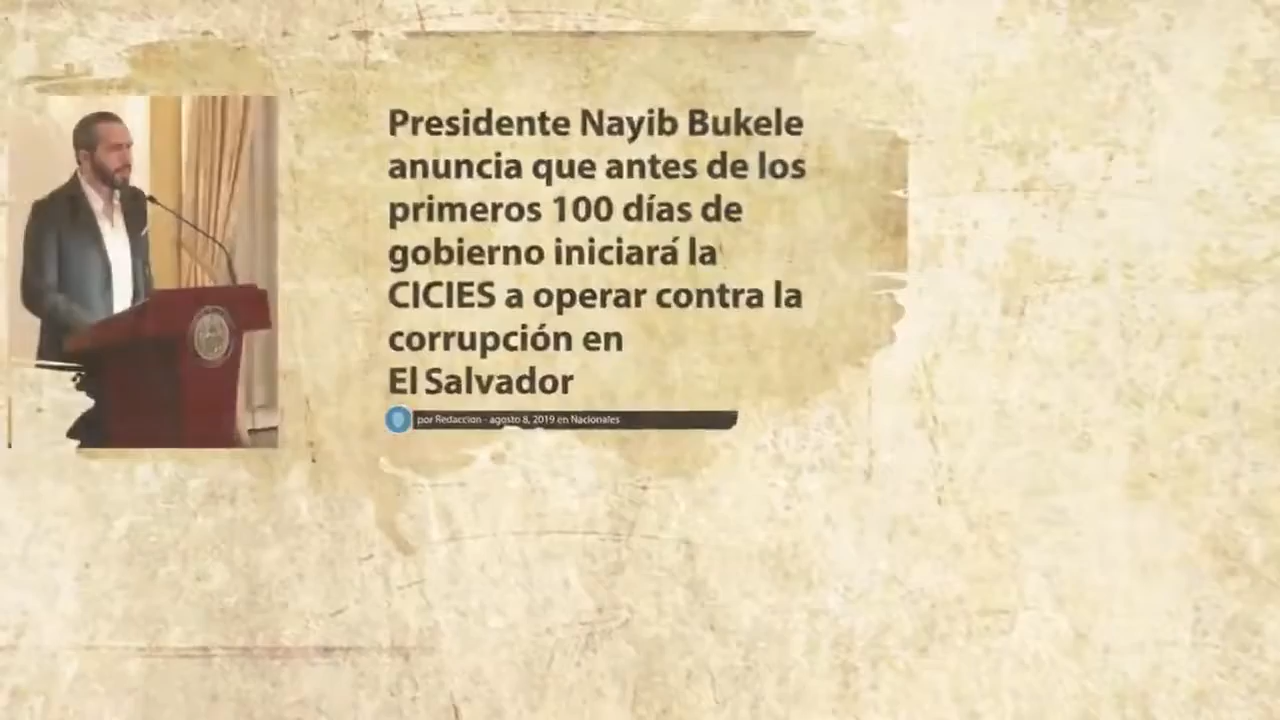 Presidente Nayib Bukele
anuncia que antes de los
primeros 100 días de
gobierno iniciará la
CICIES a operar contra la
corrupción en
El Salvador
por Redaccion - agosto 8, 2019 en Nacionales